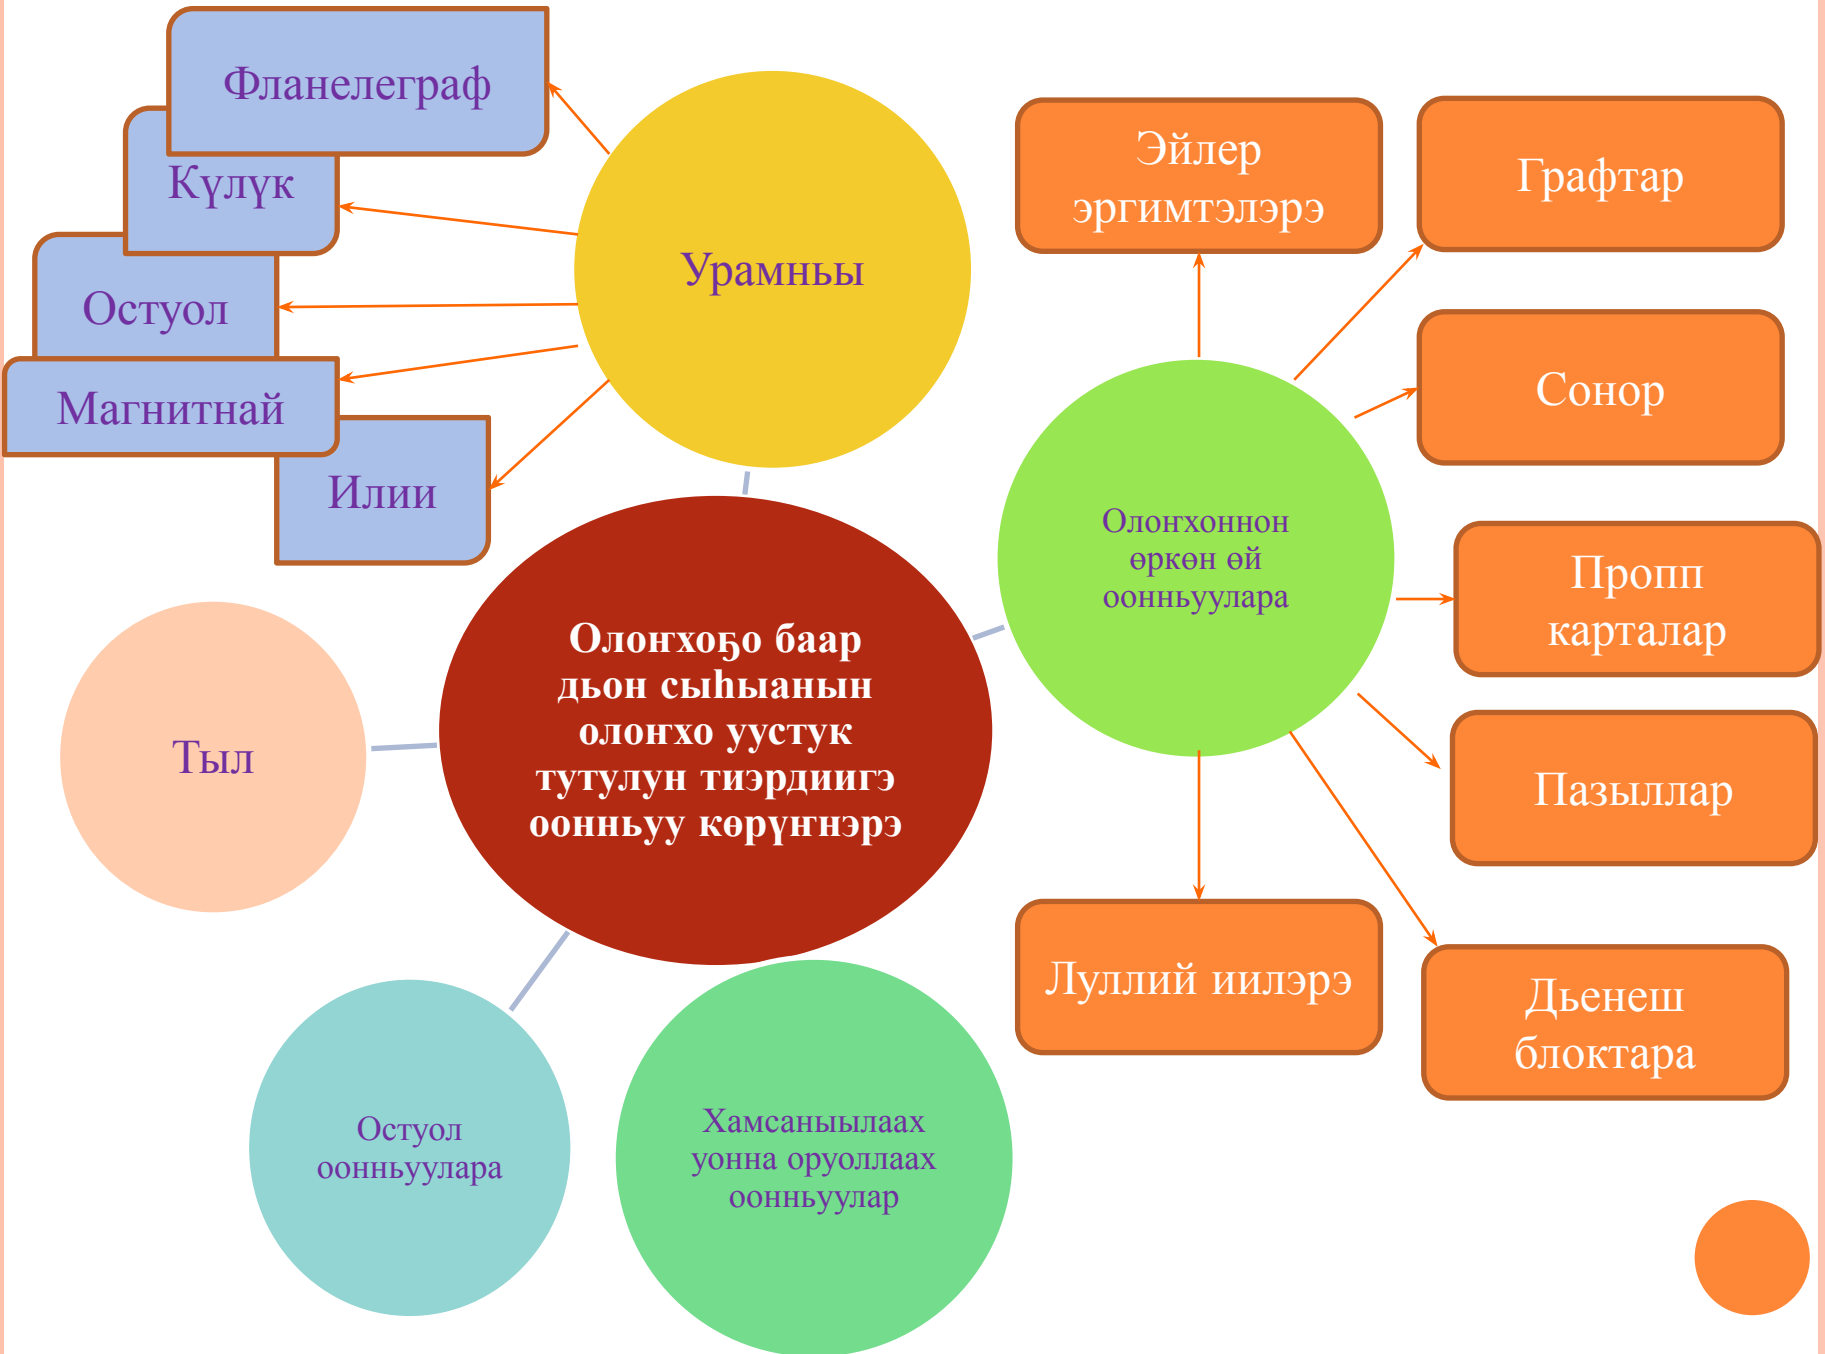 Фланелеграф
Күлүк
Остуол
Магнитнай
Илии
Урамньы
Эйлер
эргимтэлэрэ
Графтар
Сонор
Олоҥхоннон
өркөн өй
оонньуулара
Пропп
карталар
Пазыллар
Луллий иилэрэ
Дьенеш
блоктара
Олоҥхоҕо баар
дьон сыһыанын
олоҥхо уустук
тутулун тиэрдиигэ
оонньуу көрүҥнэрэ
Тыл
Остуол
оонньуулара
Хамсаныылаах
уонна оруоллаах
оонньуулар